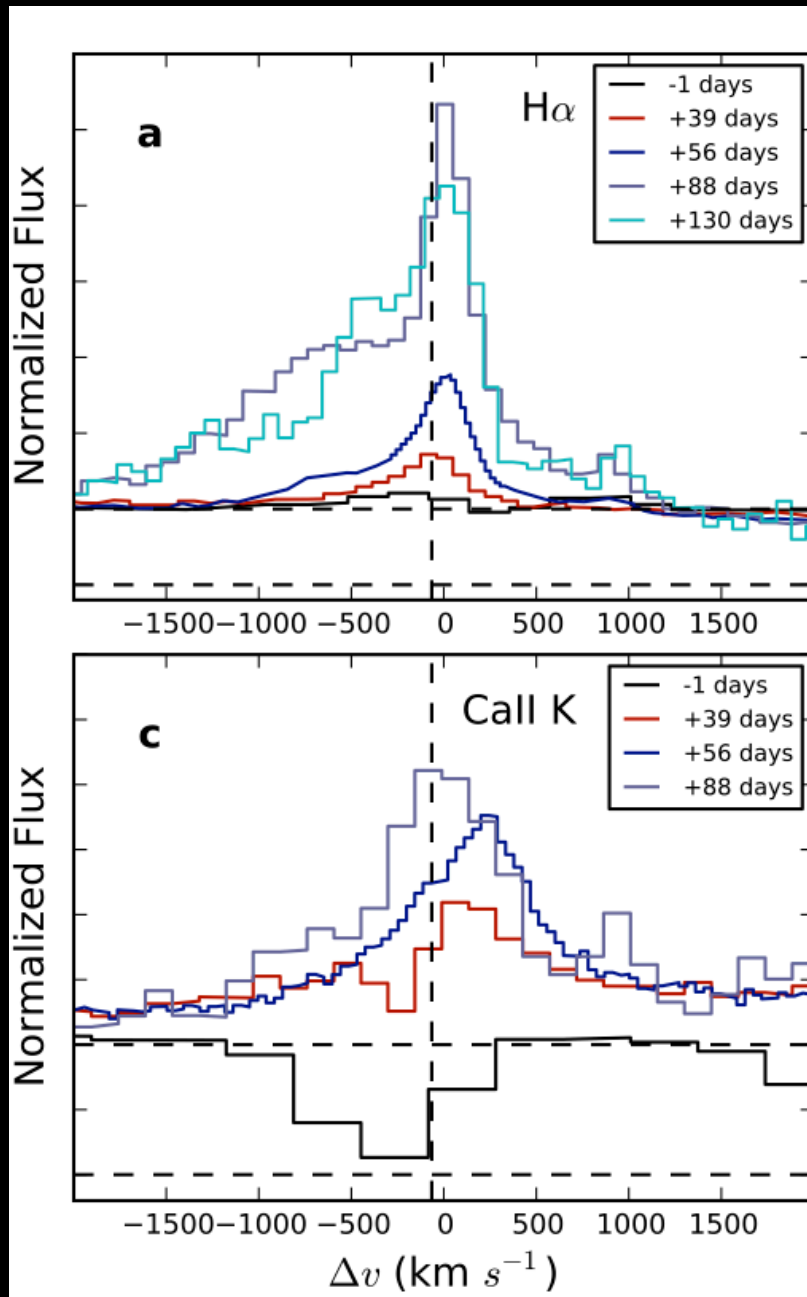 a
Hα
-1 days
+39 days
+56 days
+88 days
+130 days
Normalized Flux
−1500 −1000 −500 0 500 1000 1500
c
CaII K
-1 days
+39 days
+56 days
+88 days
Normalized Flux
−1500 −1000 −500 0 500 1000 1500
Δv (km s⁻¹)